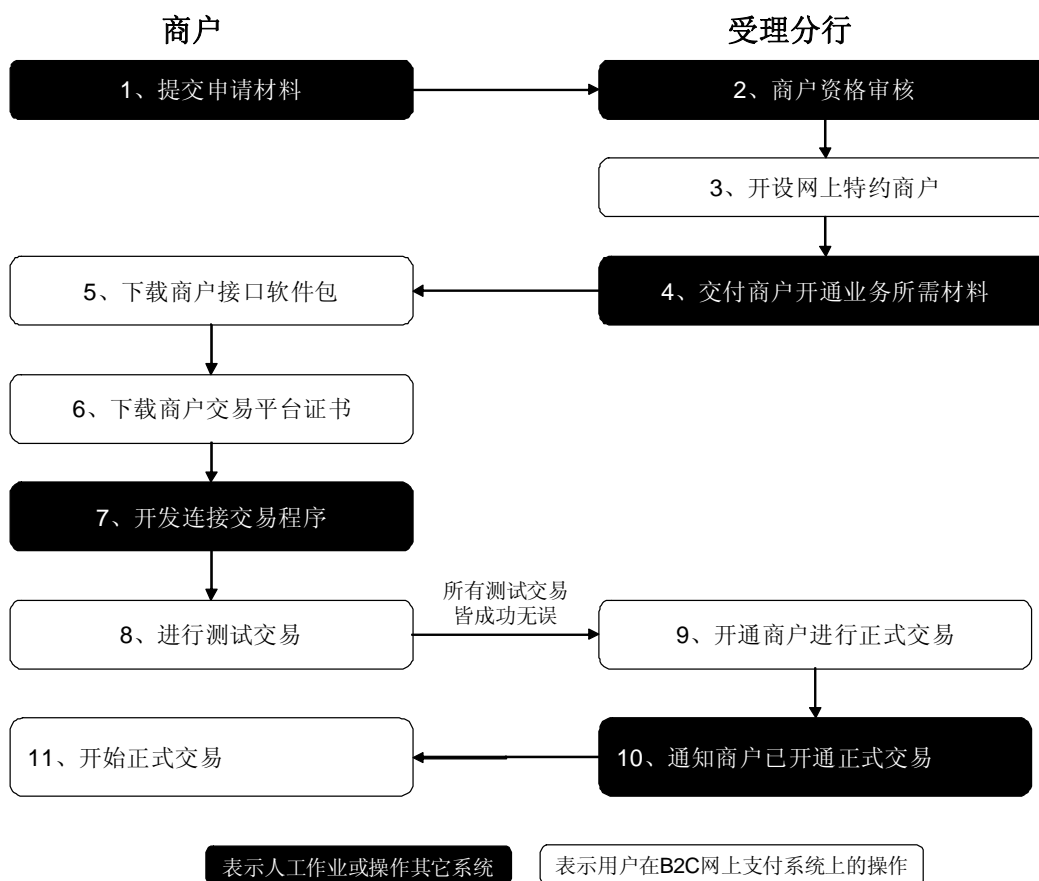 商户
受理分行
1、提交申请材料
2、商户资格审核
3、开设网上特约商户
4、交付商户开通业务所需材料
5、下载商户接口软件包
6、下载商户交易平台证书
7、开发连接交易程序
8、进行测试交易
所有测试交易
皆成功无误
9、开通商户进行正式交易
10、通知商户已开通正式交易
11、开始正式交易
表示人工作业或操作其它系统
表示用户在B2C网上支付系统上的操作